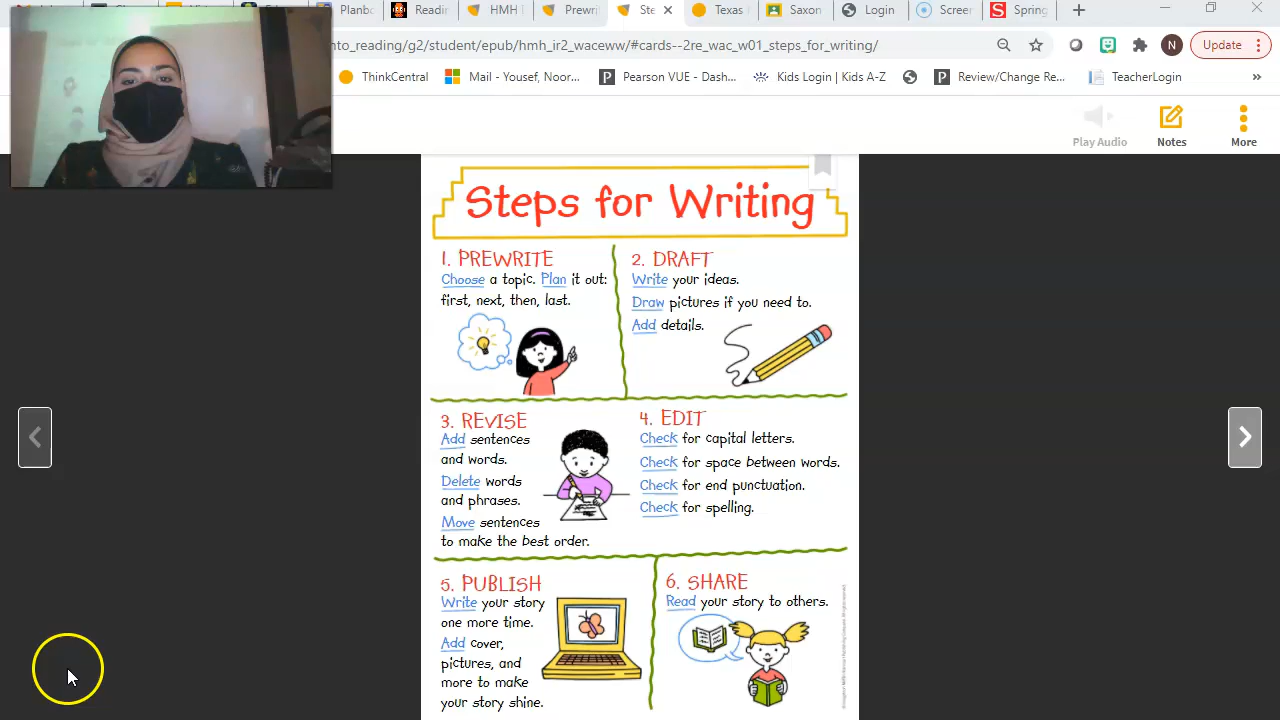 Planbo
Readin
HMH I
Prewri
Ste
Texas
Saxon
Login
Screen
Spring
nto_reading/g2/student/epub/hmh_ir2_waceww/#cards--2re_wac_w01_steps_for_writing/
N
Update
ThinkCentral
Mail - Yousef, Noor...
Pearson VUE - Dash...
Kids Login | Kids A-Z
Review/Change Re...
TeacherLogin
Play Audio
Notes
More
Steps for Writing
1. PREWRITE
Choose a topic. Plan it out:
first, next, then, last.
2. DRAFT
Write your ideas.
Draw pictures if you need to.
Add details.
3. REVISE
Add sentences
and words.
Delete words
and phrases.
Move sentences
to make the best order.
4. EDIT
Check for capital letters.
Check for space between words.
Check for end punctuation.
Check for spelling.
5. PUBLISH
Write your story
one more time.
Add cover,
pictures, and
more to make
your story shine.
6. SHARE
Read your story to others.